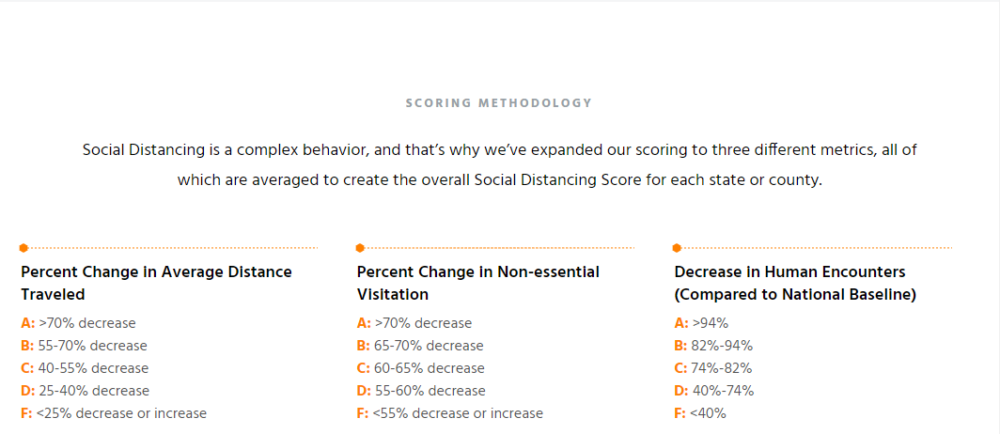 SCORING METHODOLOGY
Social Distancing is a complex behavior, and that’s why we’ve expanded our scoring to three different metrics, all of
which are averaged to create the overall Social Distancing Score for each state or county.
Percent Change in Average Distance
Traveled
A: >70% decrease
B: 55-70% decrease
C: 40-55% decrease
D: 25-40% decrease
F: <25% decrease or increase
Percent Change in Non-essential
Visitation
A: >70% decrease
B: 65-70% decrease
C: 60-65% decrease
D: 55-60% decrease
F: <55% decrease or increase
Decrease in Human Encounters
(Compared to National Baseline)
A: >94%
B: 82%-94%
C: 74%-82%
D: 40%-74%
F: <40%